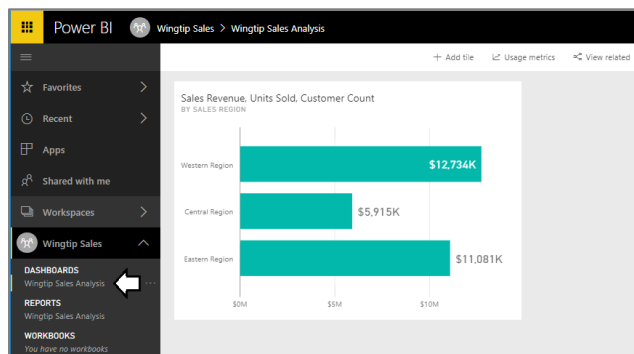 Power BI
Wingtip Sales > Wingtip Sales Analysis
+ Add tile
Usage metrics
View related
Favorites
Recent
Apps
Shared with me
Workspaces
Wingtip Sales
DASHBOARDS
Wingtip Sales Analysis
REPORTS
Wingtip Sales Analysis
WORKBOOKS
You have no workbooks
Sales Revenue, Units Sold, Customer Count
BY SALES REGION
Western Region
$12,734K
Central Region
$5,915K
Eastern Region
$11,081K
$0M
$5M
$10M